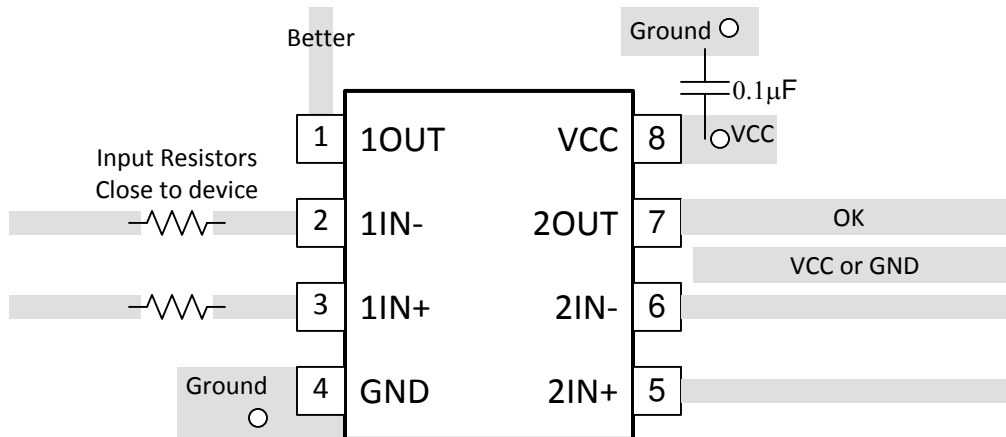 Better
Ground
0.1µF
1 1OUT VCC 8 VCC
Input Resistors
Close to device
2 1IN- 2OUT 7 OK
VCC or GND
3 1IN+ 2IN- 6
Ground
4 GND 2IN+ 5